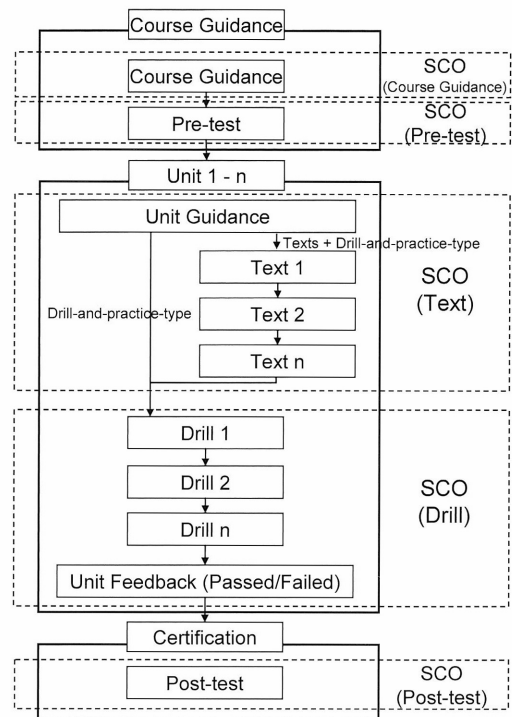 Course Guidance
Course Guidance
SCO
(Course Guidance)
Pre-test
SCO
(Pre-test)
Unit 1 - n
Unit Guidance
Texts + Drill-and-practice-type
Text 1
Drill-and-practice-type
Text 2
Text n
SCO
(Text)
Drill 1
Drill 2
Drill n
SCO
(Drill)
Unit Feedback (Passed/Failed)
Certification
Post-test
SCO
(Post-test)